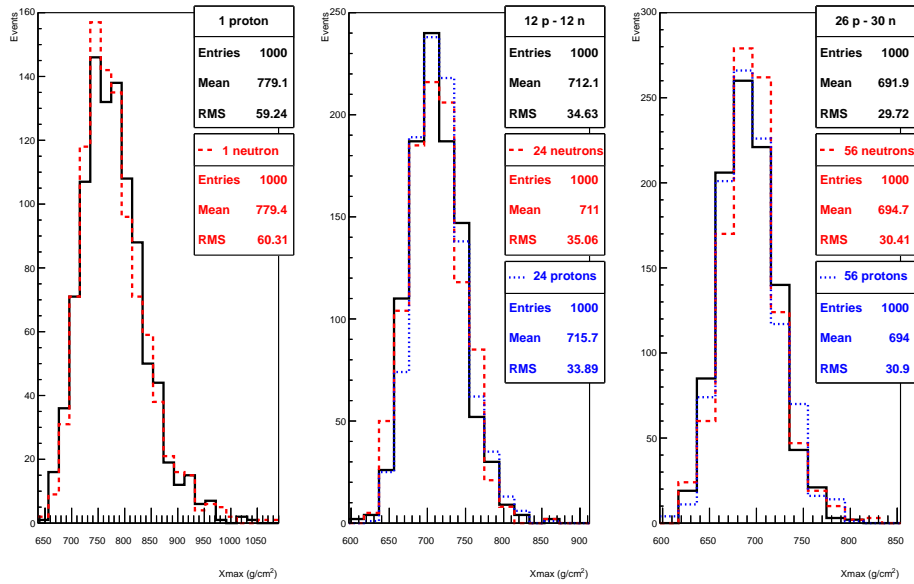 Events
160
140
120
100
80
60
40
20
0
650 700 750 800 850 900 950 1000 1050
Xmax (g/cm²)
1 proton
Entries 1000
Mean 779.1
RMS 59.24
1 neutron
Entries 1000
Mean 779.4
RMS 60.31
Events
250
200
150
100
50
0
600 650 700 750 800 850 900
Xmax (g/cm²)
12 p - 12 n
Entries 1000
Mean 712.1
RMS 34.63
24 neutrons
Entries 1000
Mean 711
RMS 35.06
24 protons
Entries 1000
Mean 715.7
RMS 33.89
Events
300
250
200
150
100
50
0
600 650 700 750 800 850
Xmax (g/cm²)
26 p - 30 n
Entries 1000
Mean 691.9
RMS 29.72
56 neutrons
Entries 1000
Mean 694.7
RMS 30.41
56 protons
Entries 1000
Mean 694
RMS 30.9